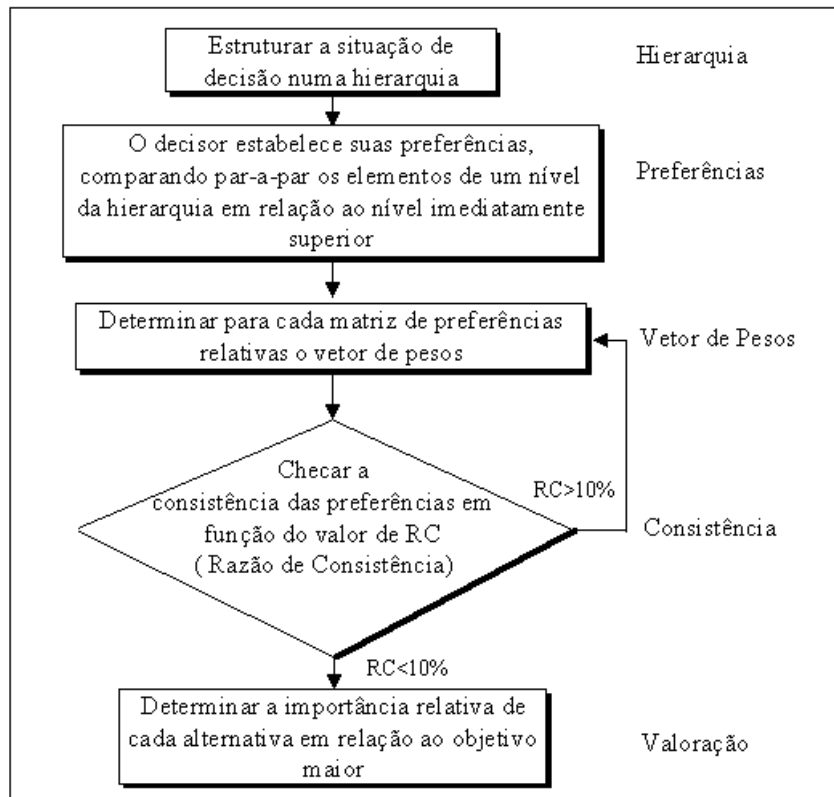 Estruturar a situação de
decisão numa hierarquia
Hierarquia
O decisor estabelece suas preferências,
comparando par-a-par os elementos de um nível
da hierarquia em relação ao nível imediatamente
superior
Preferências
Determinar para cada matriz de preferências
relativas o vetor de pesos
Vetor de Pesos
Checar a
consistência das preferências em
função do valor de RC
( Razão de Consistência)
RC>10%
Consistência
RC<10%
Determinar a importância relativa de
cada alternativa em relação ao objetivo
maior
Valoração